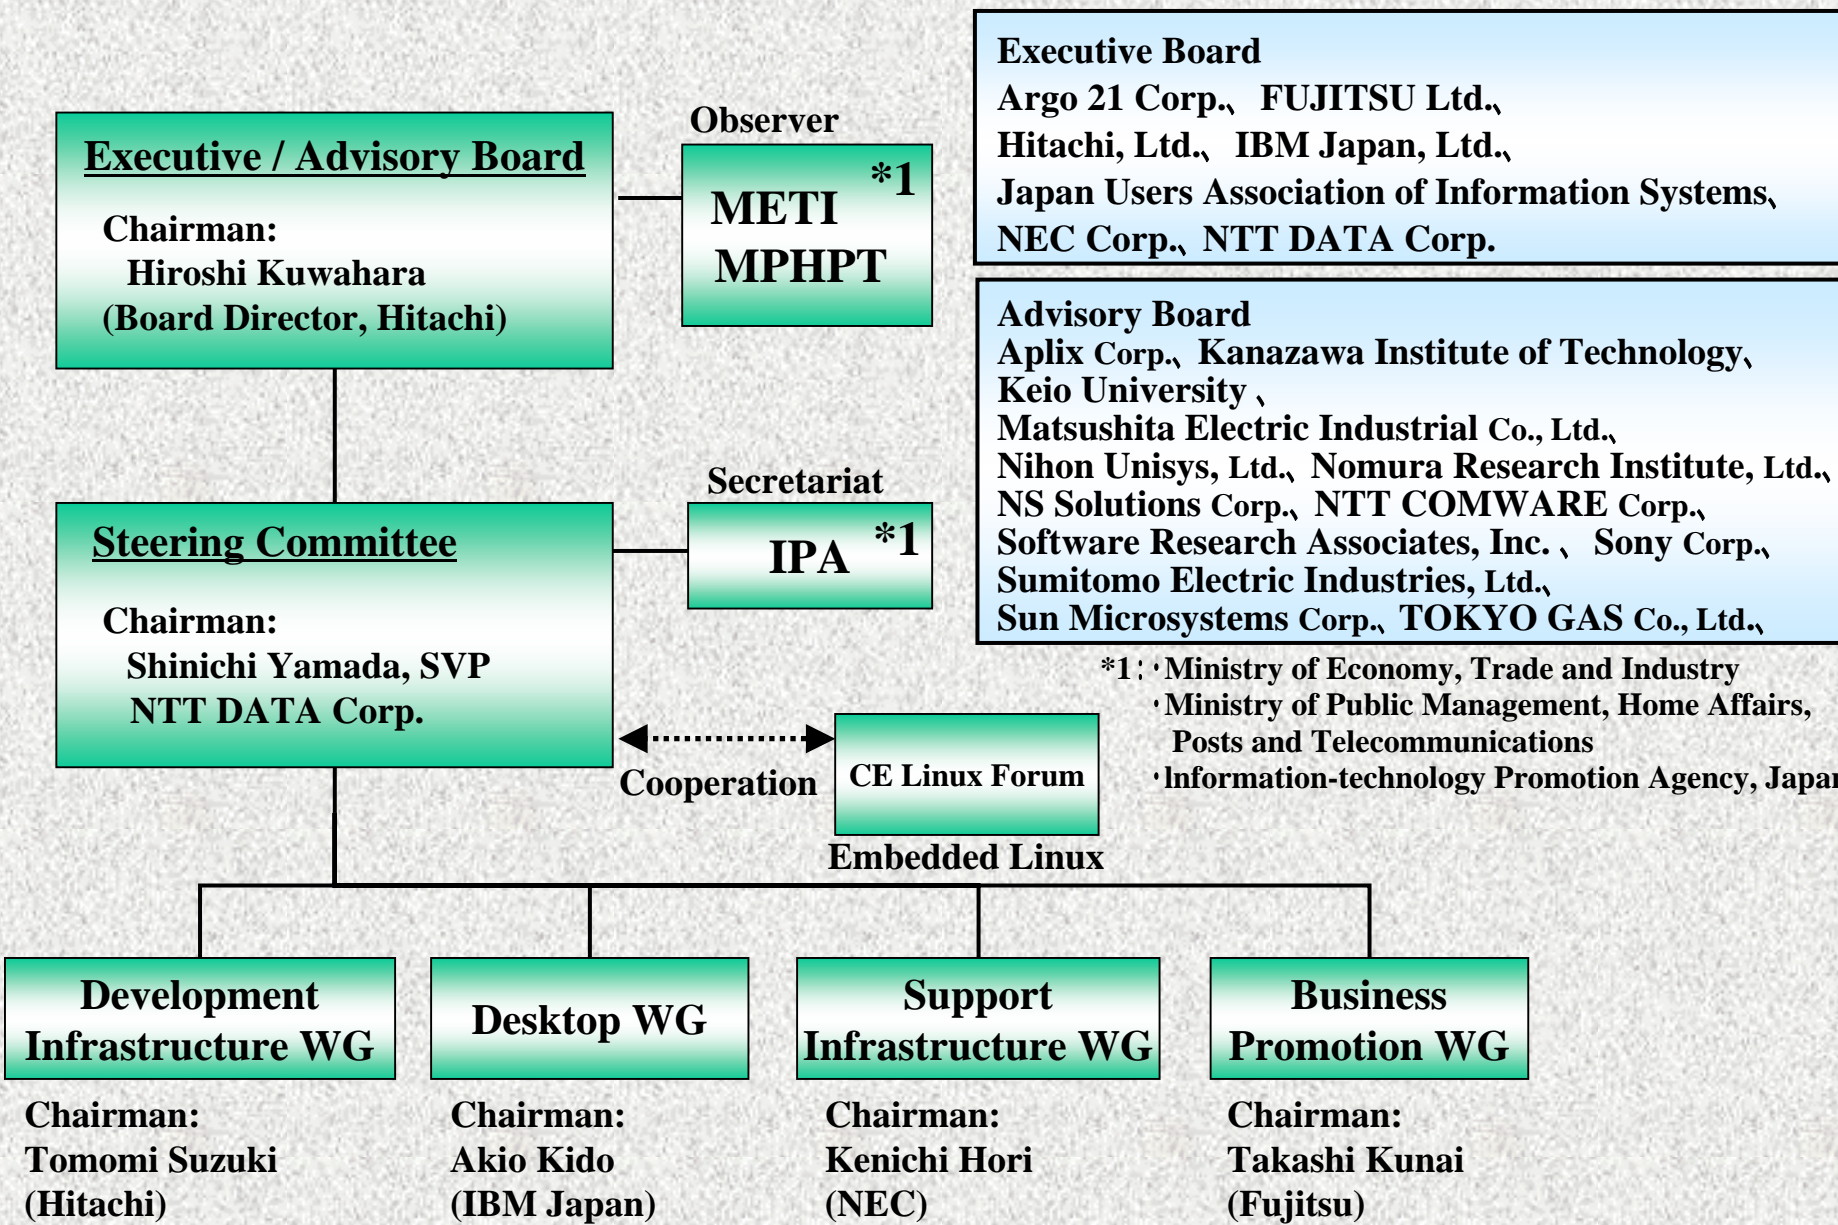 Executive / Advisory Board
Chairman:
Hiroshi Kuwahara
(Board Director, Hitachi)
Observer
*1
METI
MPHPT
Executive Board
Argo 21 Corp.、 FUJITSU Ltd.、
Hitachi, Ltd.、 IBM Japan, Ltd.、
Japan Users Association of Information Systems、
NEC Corp.、NTT DATA Corp.
Advisory Board
Aplix Corp.、Kanazawa Institute of Technology、
Keio University 、
Matsushita Electric Industrial Co., Ltd.、
Nihon Unisys, Ltd.、 Nomura Research Institute, Ltd.、
NS Solutions Corp.、 NTT COMWARE Corp.、
Software Research Associates, Inc. 、 Sony Corp.、
Sumitomo Electric Industries, Ltd.、
Sun Microsystems Corp.、TOKYO GAS Co., Ltd.、
*1:・Ministry of Economy, Trade and Industry
・Ministry of Public Management, Home Affairs,
Posts and Telecommunications
・Information-technology Promotion Agency, Japan
Secretariat
IPA *1
Steering Committee
Chairman:
Shinichi Yamada, SVP
NTT DATA Corp.
Cooperation
CE Linux Forum
Embedded Linux
Development
Infrastructure WG
Chairman:
Tomomi Suzuki
(Hitachi)
Desktop WG
Chairman:
Akio Kido
(IBM Japan)
Support
Infrastructure WG
Chairman:
Kenichi Hori
(NEC)
Business
Promotion WG
Chairman:
Takashi Kunai
(Fujitsu)